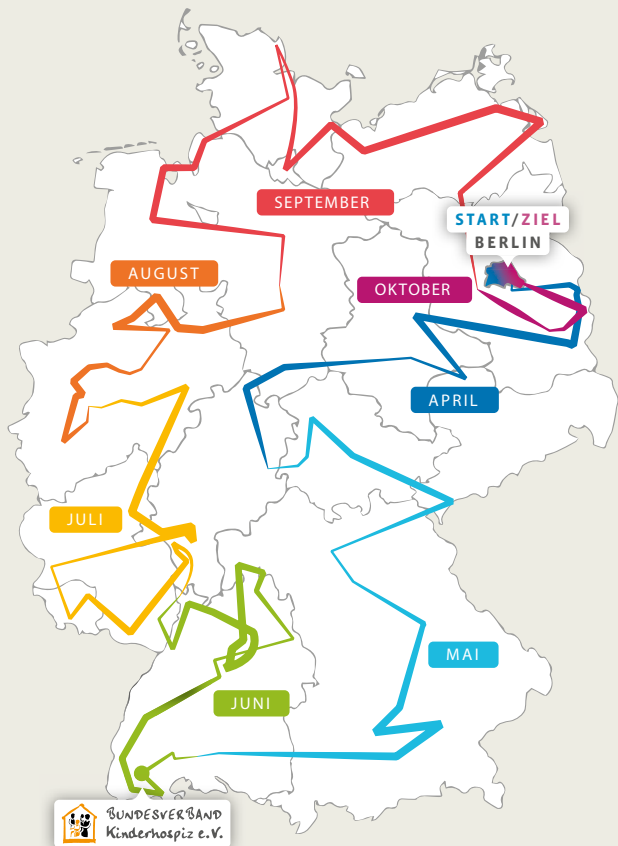 SEPTEMBER
START/ZIEL
BERLIN
AUGUST
OKTOBER
APRIL
JULI
MAI
JUNI
BUNDESVERBAND
Kinderhospiz e.V.